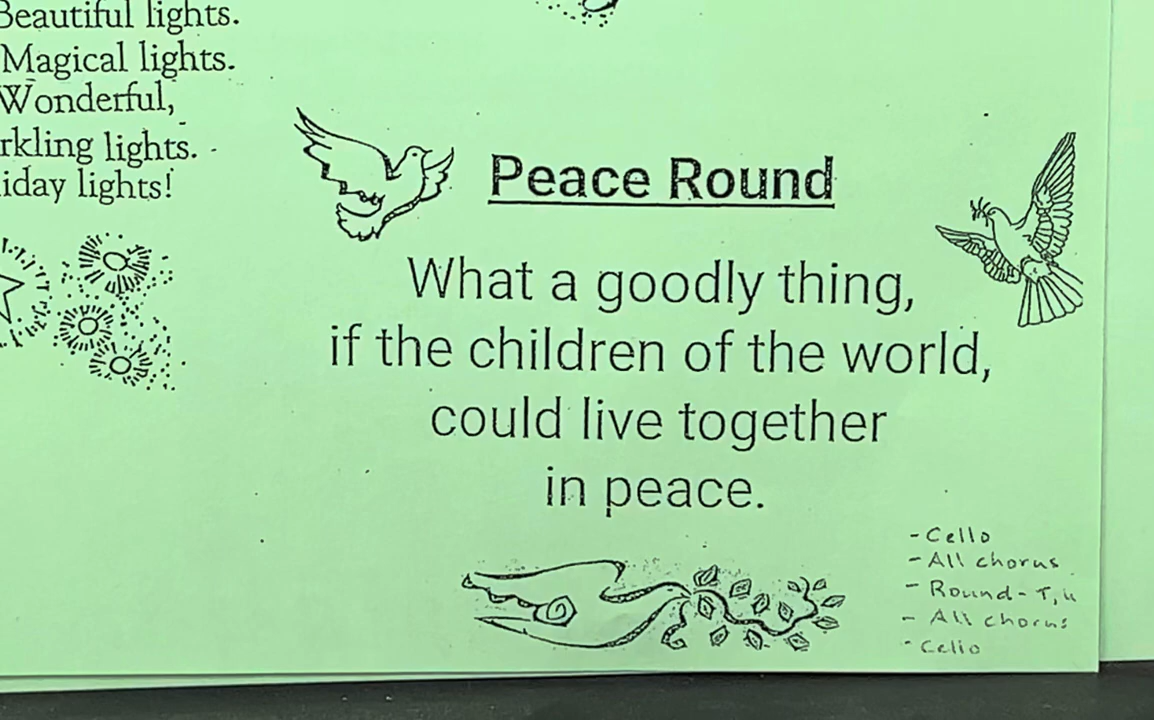 Beautiful lights.
Magical lights.
Wonderful,
rkling lights.
iday lights!
Peace Round
What a goodly thing,
if the children of the world,
could live together
in peace.
- Cello
- All chorus
- Round - T,
- All chorus
- Cello